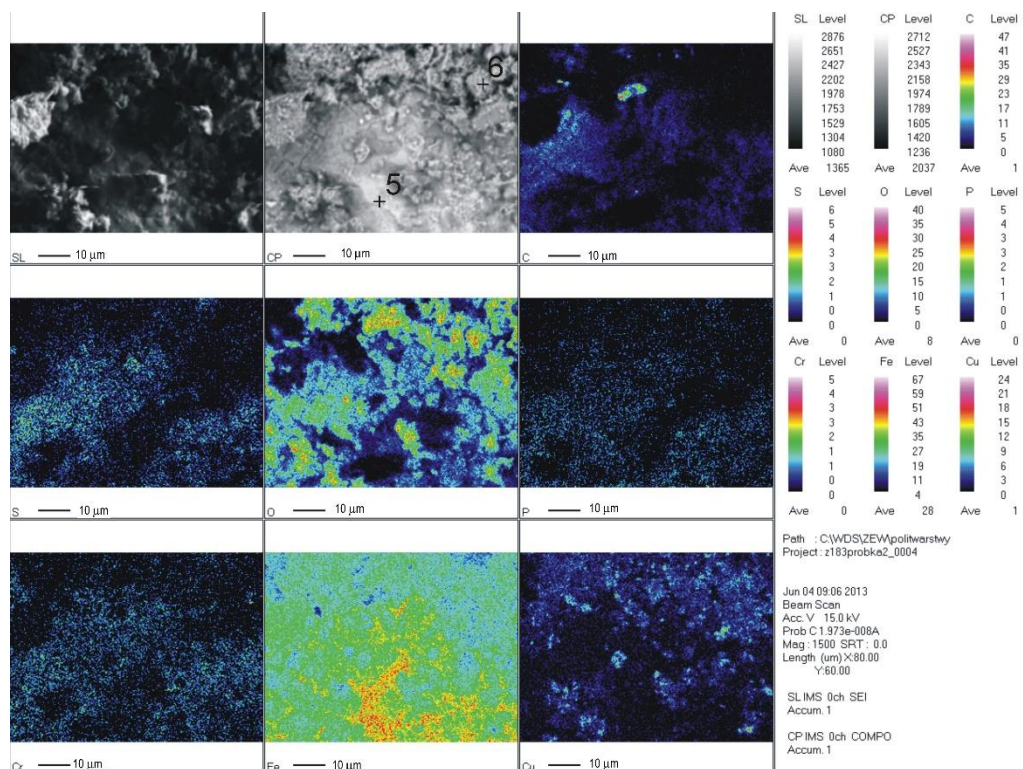 SL 10 µm
5
6
CP 10 µm
C 10 µm
S 10 µm
O 10 µm
P 10 µm
Cr 10 µm
Fe 10 µm
Cu 10 µm
SL Level CP Level C Level
2876 2712 47
2651 2527 41
2427 2343 35
2202 2158 29
1978 1974 23
1753 1789 17
1529 1605 11
1304 1420 5
1080 1236 0
Ave 1365 Ave 2037 Ave 1
S Level O Level P Level
6 40 5
5 35 4
4 30 3
3 25 3
3 20 2
2 15 1
1 10 1
0 5 0
0 0 0
Ave 0 Ave 8 Ave 0
Cr Level Fe Level Cu Level
5 67 24
4 59 21
3 51 18
3 43 15
2 35 12
1 27 9
1 19 6
0 11 3
0 4 0
Ave 0 Ave 28 Ave 1
Path : C:\WDS\ZEW\politwarstwy
Project : z183probka2_0004
Jun 04 09:06 2013
Beam Scan
Acc. V 15.0 kV
Prob C 1.973e-008A
Mag : 1500 SRT : 0.0
Length (um) X:80.00
Y:60.00
SL IMS 0ch SEI
Accum. 1
CP IMS 0ch COMPO
Accum. 1